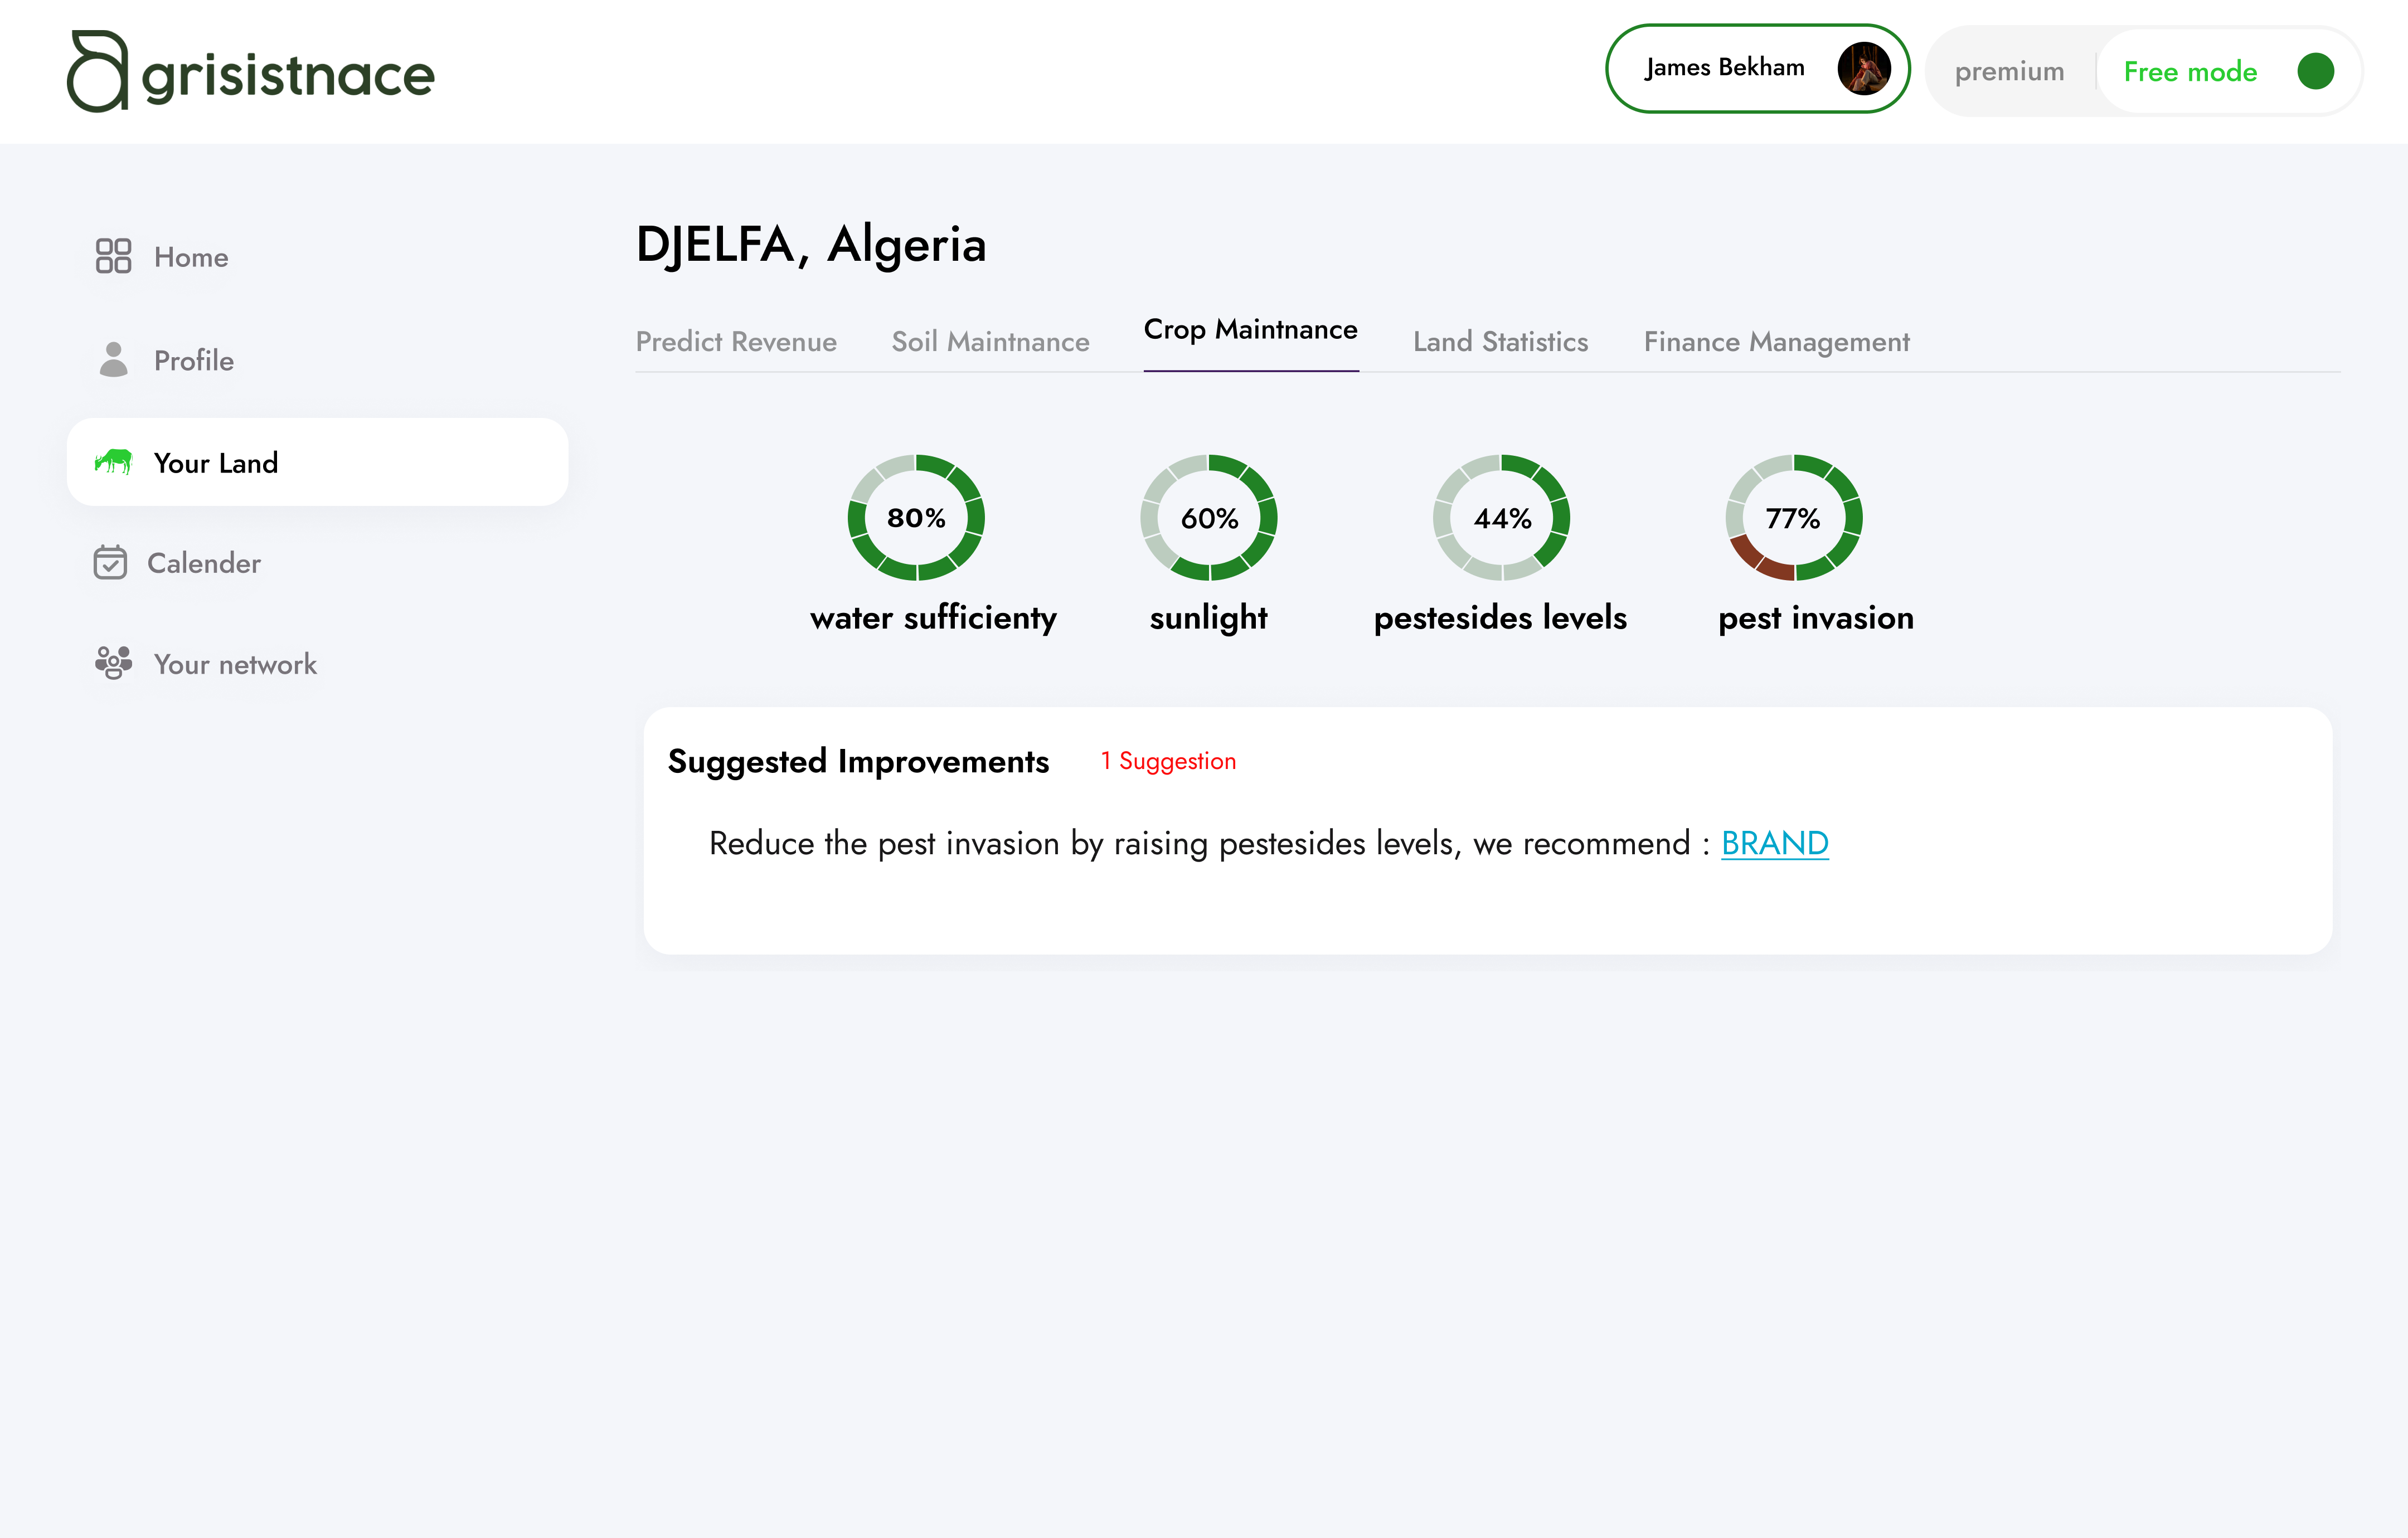 agrisistnace
James Bekham
premium
Free mode
Home
Profile
Your Land
Calender
Your network
DJELFA, Algeria
Predict Revenue
Soil Maintnance
Crop Maintnance
Land Statistics
Finance Management
80%
60%
44%
77%
water sufficienty
sunlight
pestesides levels
pest invasion
Suggested Improvements
1 Suggestion
Reduce the pest invasion by raising pestesides levels, we recommend : BRAND